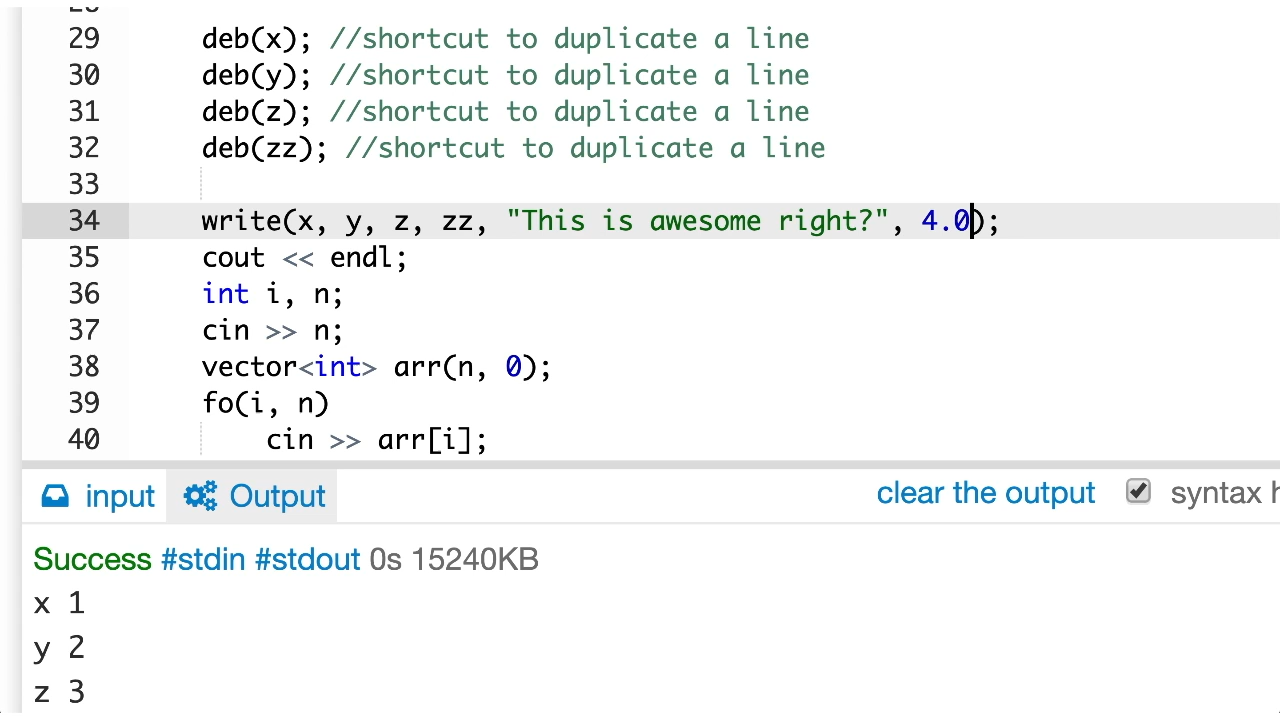 29 deb(x); //shortcut to duplicate a line
30 deb(y); //shortcut to duplicate a line
31 deb(z); //shortcut to duplicate a line
32 deb(zz); //shortcut to duplicate a line
33
34 write(x, y, z, zz, "This is awesome right?", 4.0);
35 cout << endl;
36 int i, n;
37 cin >> n;
38 vector<int> arr(n, 0);
39 fo(i, n)
40 cin >> arr[i];
input Output clear the output syntax
Success #stdin #stdout 0s 15240KB
x 1
y 2
z 3